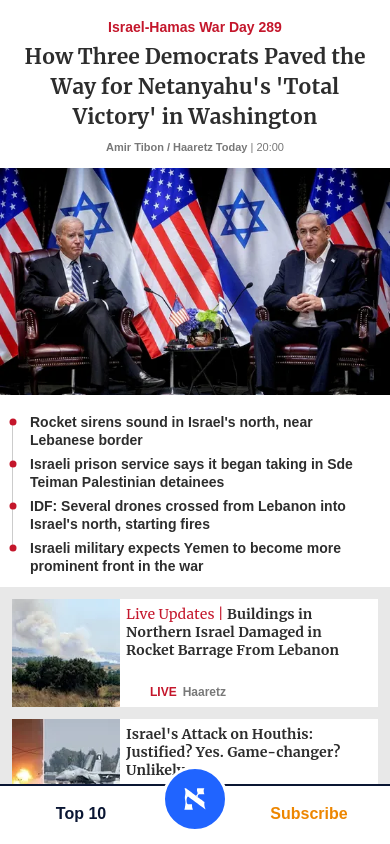 Israel-Hamas War Day 289
How Three Democrats Paved the
Way for Netanyahu's 'Total
Victory' in Washington
Amir Tibon / Haaretz Today | 20:00
Rocket sirens sound in Israel's north, near
Lebanese border
Israeli prison service says it began taking in Sde
Teiman Palestinian detainees
IDF: Several drones crossed from Lebanon into
Israel's north, starting fires
Israeli military expects Yemen to become more
prominent front in the war
Live Updates | Buildings in
Northern Israel Damaged in
Rocket Barrage From Lebanon
LIVE Haaretz
Israel's Attack on Houthis:
Justified? Yes. Game-changer?
Unlikely
Top 10
Subscribe